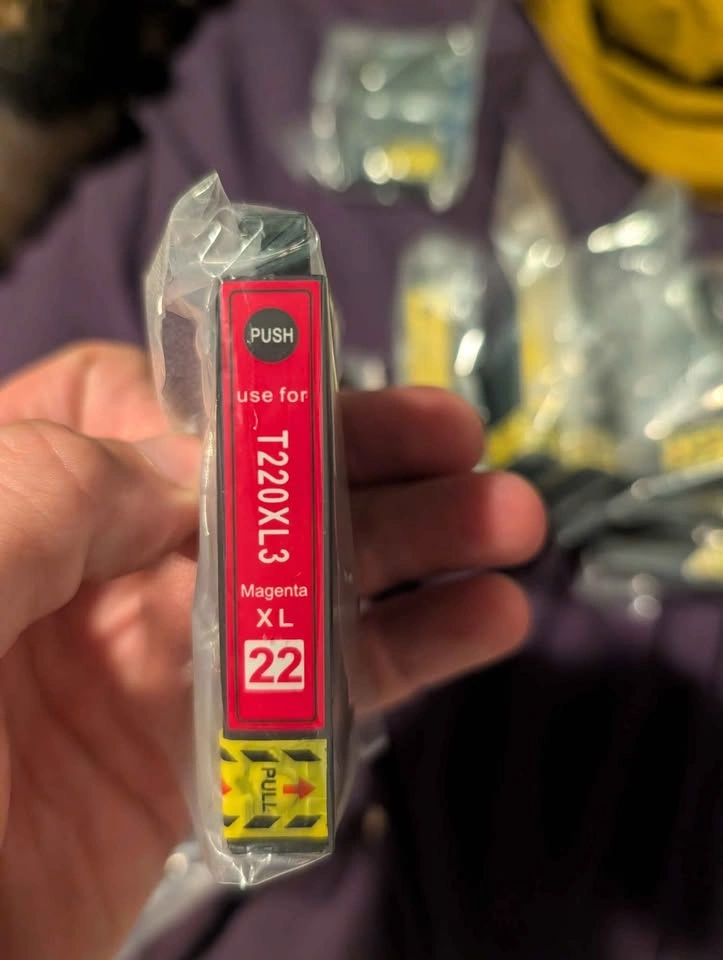 PUSH
use for
T220XL3
Magenta
XL
22
PULL